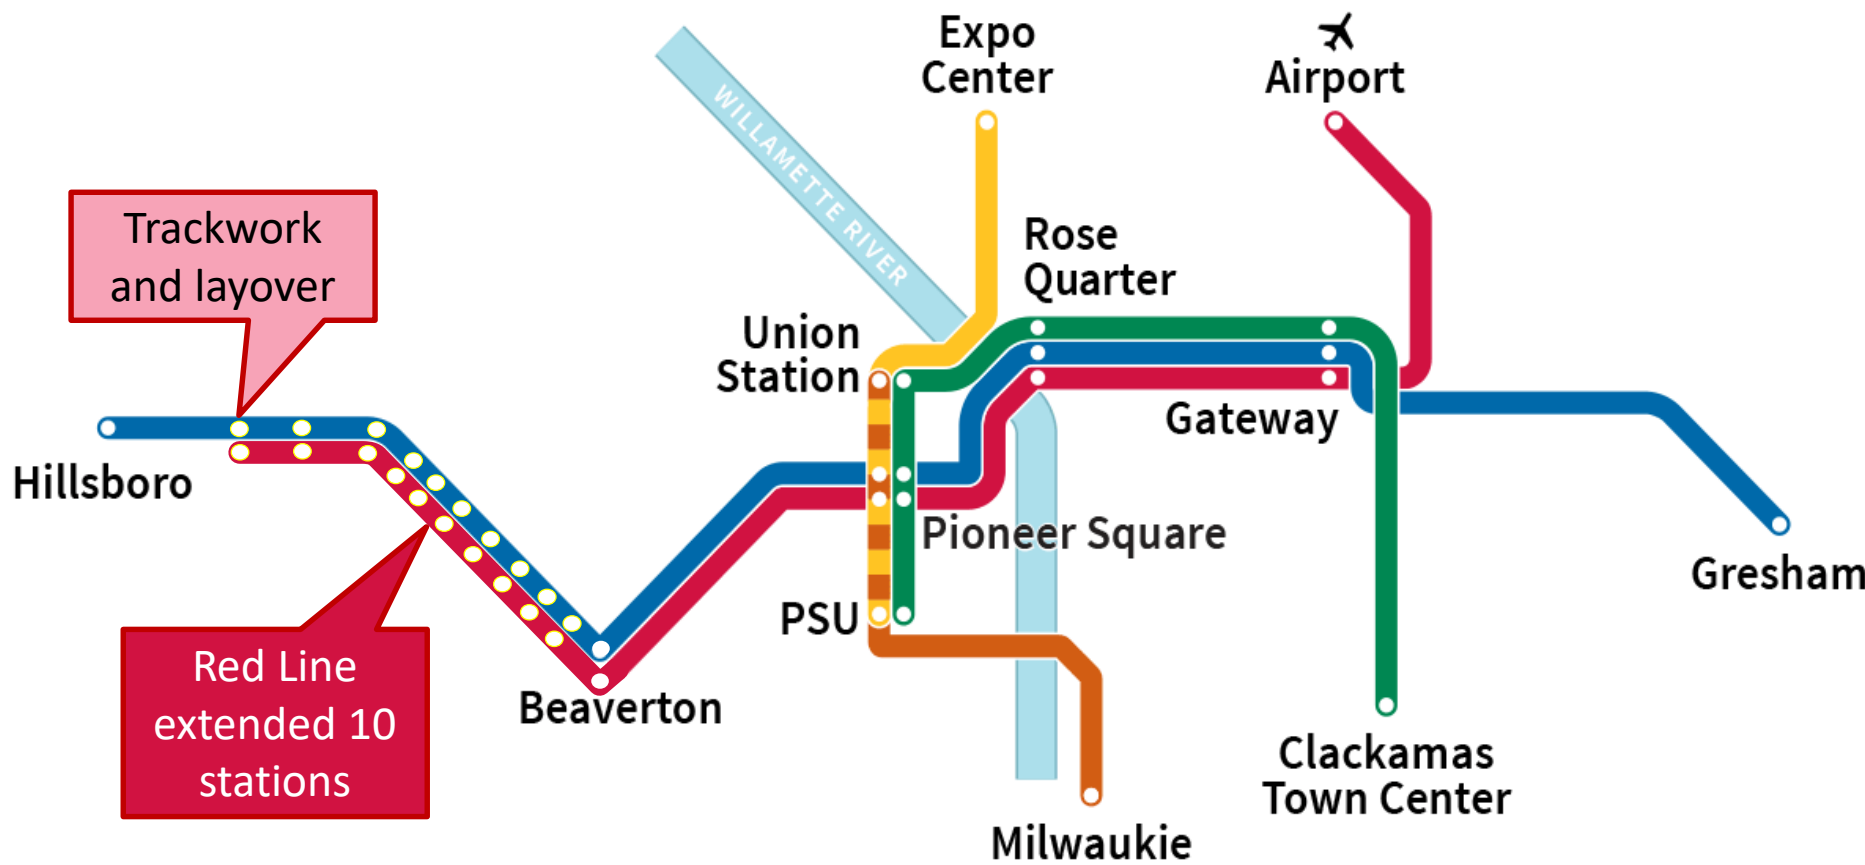 Expo
Center
Airport
WILLAMETTE RIVER
Trackwork
and layover
Rose
Quarter
Union
Station
Gateway
Hillsboro
Pioneer Square
Gresham
PSU
Red Line
extended 10
stations
Beaverton
Clackamas
Town Center
Milwaukie